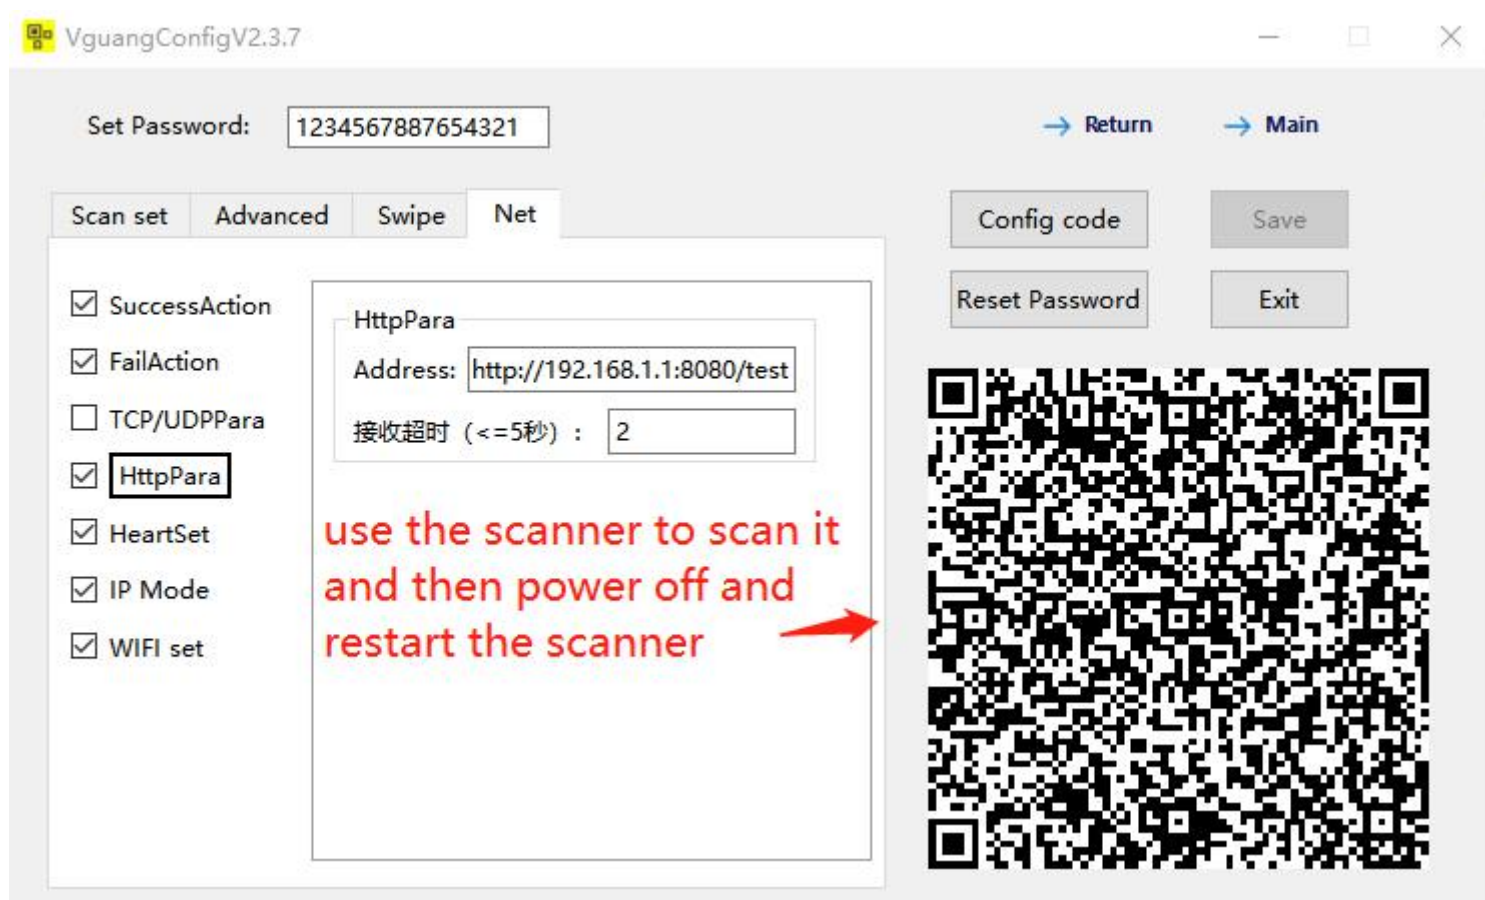 VguangConfigV2.3.7
Set Password: 1234567887654321
Return Main
Scan set Advanced Swipe Net
Config code Save
Reset Password Exit
SuccessAction
FailAction
TCP/UDPPara
HttpPara
HeartSet
IP Mode
WIFI set
HttpPara
Address: http://192.168.1.1:8080/test
接收超时 (<=5秒) : 2
use the scanner to scan it
and then power off and
restart the scanner